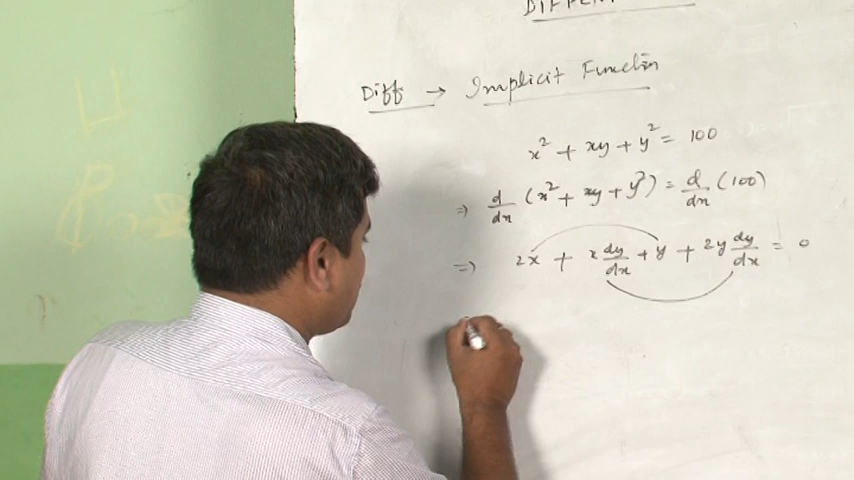 Diff → Implicit Function
x² + xy + y² = 100
⇒ d/dx (x² + xy + y²) = d/dx (100)
⇒ 2x + x dy/dx + y + 2y dy/dx = 0